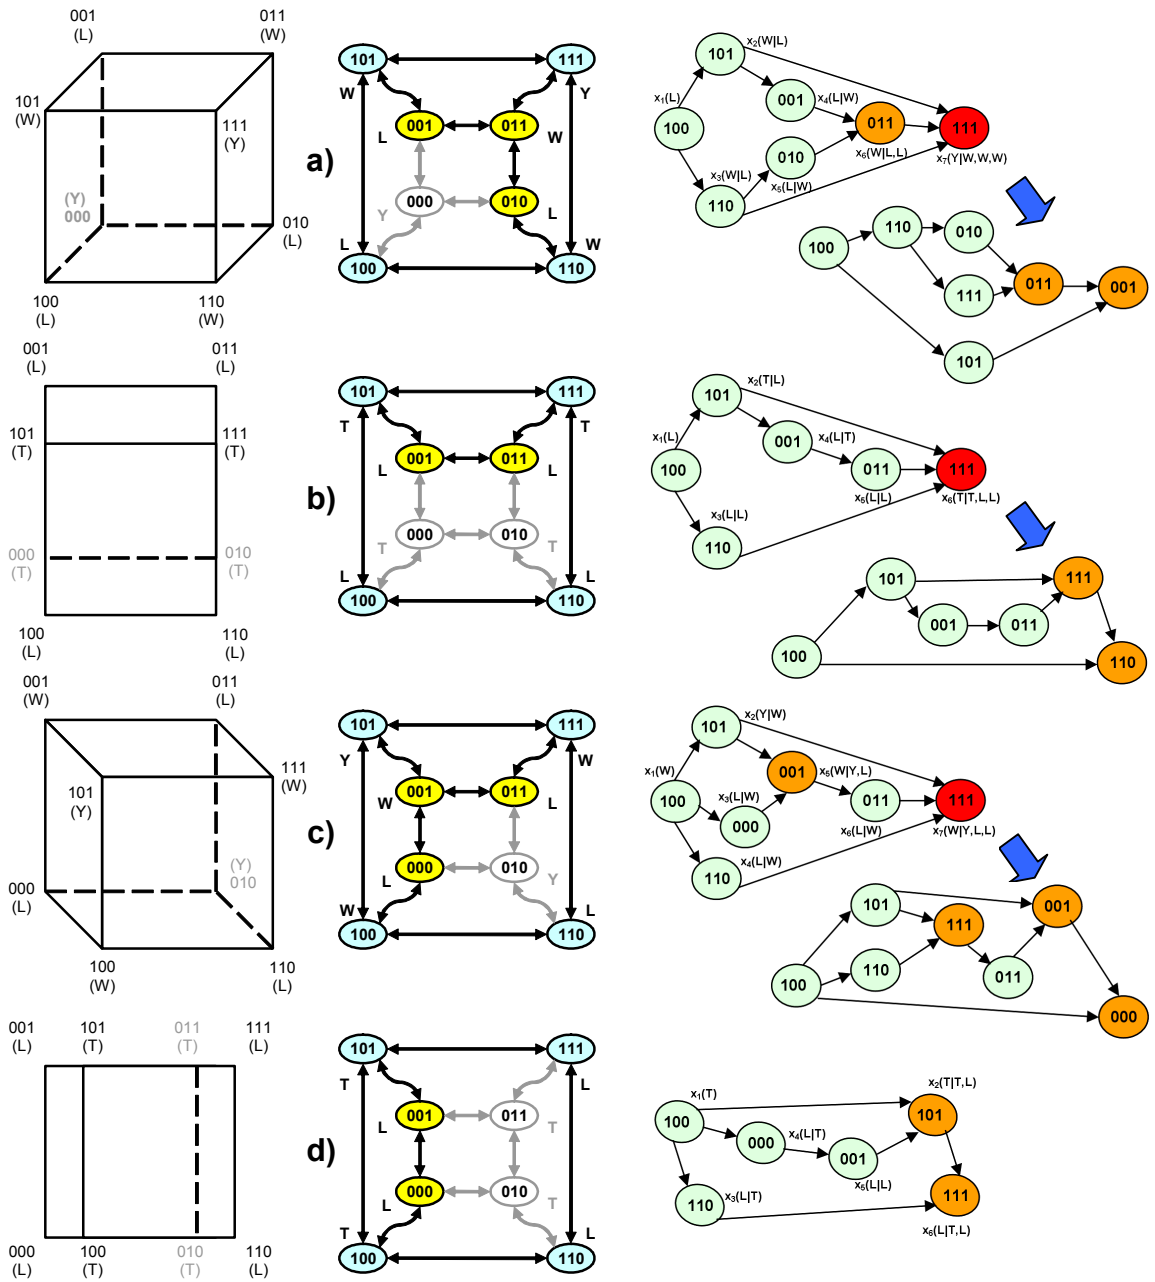 001
(L)
011
(W)
101
(W)
111
(Y)
(Y)
000
010
(L)
100
(L)
110
(W)
101
111
W
Y
001
011
L
W
a)
000
010
Y
L
L
W
100
110
x₂(W|L)
101
x₁(L)
001
x₄(L|W)
100
011
111
x₆(W|L,L)
x₇(Y|W,W,W)
010
x₃(W|L)
x₅(L|W)
110
110
010
100
011
001
111
101
001
(L)
011
(L)
101
(T)
111
(T)
000
(T)
010
(T)
100
(L)
110
(L)
101
111
T
T
001
011
L
b)
000
010
T
T
L
L
100
110
x₂(T|L)
101
x₁(L)
001
x₄(L|T)
100
011
111
x₅(L|L)
x₆(T|T,L,L)
x₃(L|L)
110
101
111
001
011
100
110
001
(W)
011
(L)
101
(Y)
111
(W)
(Y)
010
000
(L)
100
(W)
110
(L)
101
111
Y
W
001
011
W
L
c)
000
010
L
Y
W
L
100
110
x₂(Y|W)
101
x₁(W)
001
x₅(W|Y,L)
100
x₃(L|W)
011
111
000
x₆(L|W)
x₇(W|Y,L,L)
x₄(L|W)
110
101
001
111
110
011
100
000
001
(L)
101
(T)
011
(T)
111
(L)
000
(L)
100
(T)
010
(T)
110
(L)
101
111
T
L
001
011
L
T
d)
000
010
L
T
T
L
100
110
x₁(T)
x₂(T|T,L)
100
101
x₄(L|T)
000
001
x₅(L|L)
x₃(L|T)
110
111
x₆(L|T,L)